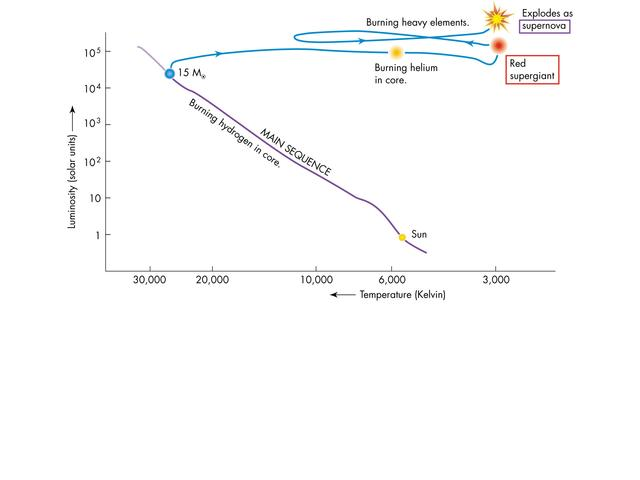 Explodes as
supernova
Burning heavy elements.
Red
supergiant
Burning helium
in core.
15 M⊙
MAIN SEQUENCE
Burning hydrogen in core.
Sun
Luminosity (solar units)
10⁵
10⁴
10³
10²
10
1
30,000 20,000 10,000 6,000 3,000
Temperature (Kelvin)